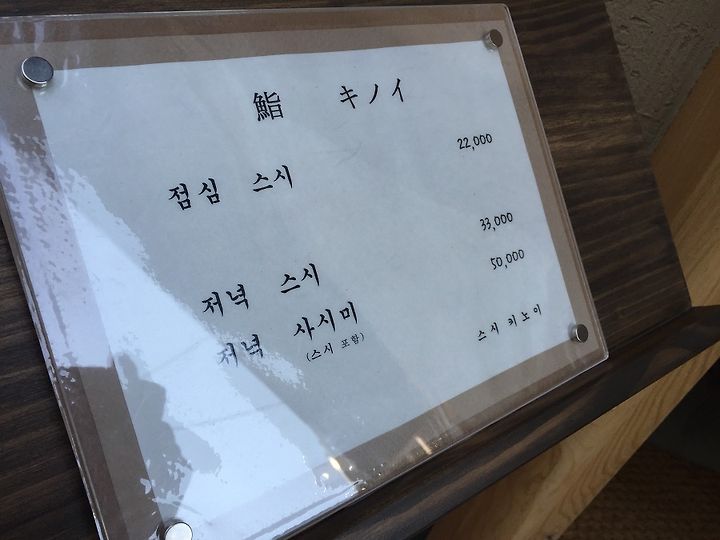 鮨 キノイ
점심 스시 22,000
저녁 스시 33,000
저녁 사시미 50,000
(스시 포함)
스시 키노이